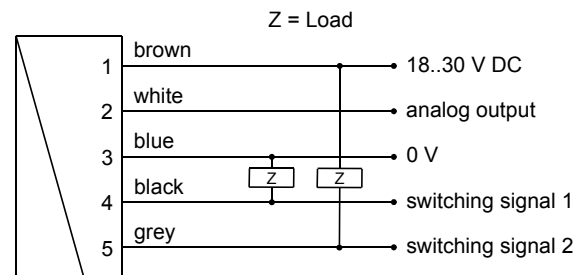 Z = Load
1 brown 18..30 V DC
2 white analog output
3 blue 0 V
Z Z
4 black switching signal 1
5 grey switching signal 2